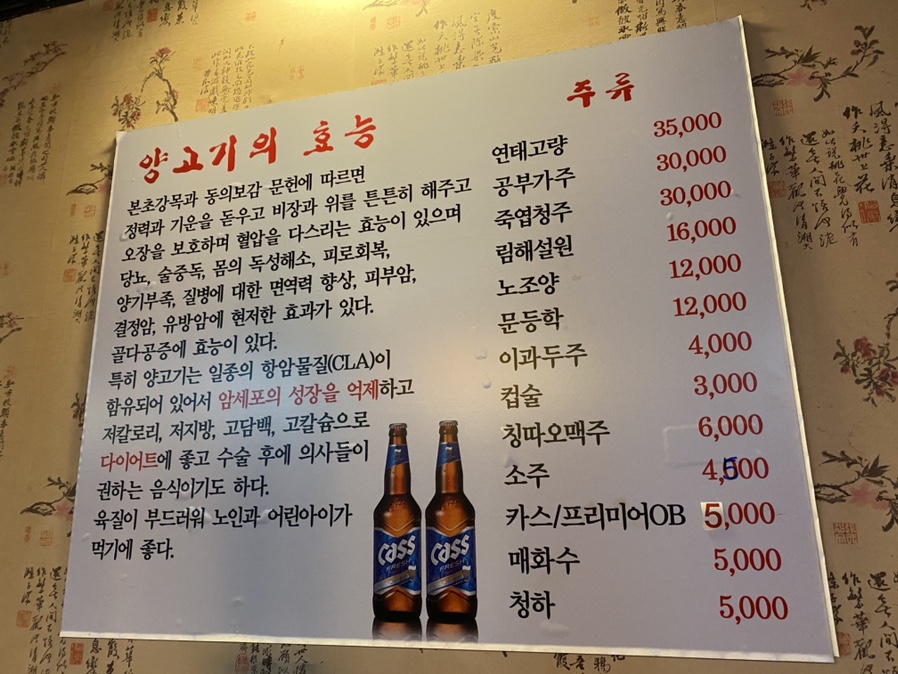 양고기의 효능
본초강목과 동의보감 문헌에 따르면
정력과 기운을 돋우고 비장과 위를 튼튼히 해주고
오장을 보호하며 혈압을 다스리는 효능이 있으며
당뇨, 술중독, 몸의 독성해소, 피로회복,
양기부족, 질병에 대한 면역력 향상, 피부암,
결정암, 유방암에 현저한 효과가 있다.
골다공증에 효능이 있다.
특히 양고기는 일종의 항암물질(CLA)이
함유되어 있어서 암세포의 성장을 억제하고
저칼로리, 저지방, 고담백, 고칼슘으로
다이어트에 좋고 수술 후에 의사들이
권하는 음식이기도 하다.
육질이 부드러워 노인과 어린아이가
먹기에 좋다.
cass FRESH
cass FRESH
주류
연태고량 35,000
공부가주 30,000
죽엽청주 30,000
림해설원 16,000
노조양 12,000
문등학 12,000
이과두주 4,000
컵술 3,000
칭따오맥주 6,000
소주 4,500
카스/프리미어OB 5,000
매화수 5,000
청하 5,000